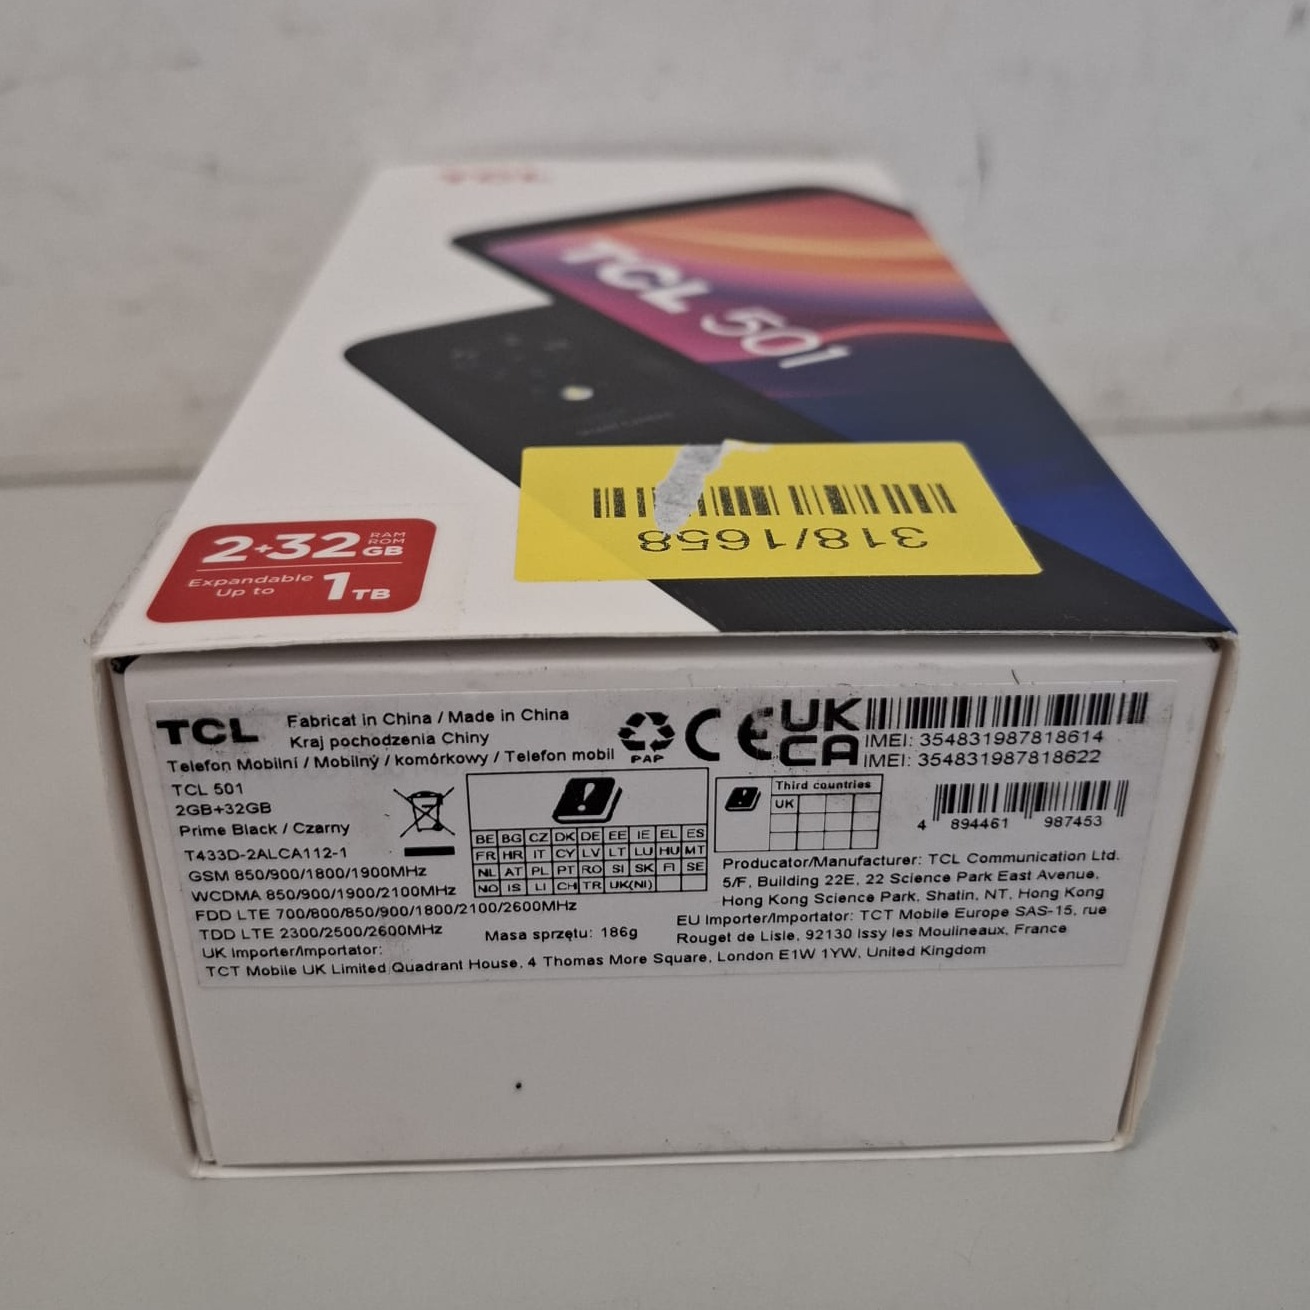 TCL
TCL 501
2+32GB RAM ROM
Expandable Up to 1TB
318/1658
TCL
Fabricat in China / Made in China
Kraj pochodzenia Chiny
Telefon Mobilni / Mobilný / komórkowy / Telefon mobil
TCL 501
2GB+32GB
Prime Black / Czarny
T433D-2ALCA112-1
GSM 850/900/1800/1900MHz
WCDMA 850/900/1900/2100MHz
FDD LTE 700/800/850/900/1800/2100/2600MHz
TDD LTE 2300/2500/2600MHz
Masa sprzętu: 186g
UK Importer/Importator:
TCT Mobile UK Limited Quadrant House, 4 Thomas More Square, London E1W 1YW, United Kingdom
PAP
CE
UK
CA
IMEI: 354831987818614
IMEI: 354831987818622
BE BG CZ DK DE EE IE EL ES
FR HR IT CY LV LT LU HU MT
NL AT PL PT RO SI SK FI SE
NO IS LI CH TR UK(NI)
Third countries
UK
4 894461 987453
Producator/Manufacturer: TCL Communication Ltd.
5/F, Building 22E, 22 Science Park East Avenue,
Hong Kong Science Park, Shatin, NT, Hong Kong
EU Importer/Importator: TCT Mobile Europe SAS-15, rue
Rouget de Lisle, 92130 Issy les Moulineaux, France